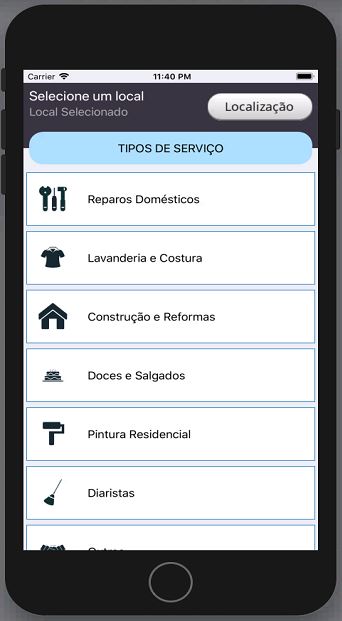 Carrier 11:40 PM
Selecione um local
Local Selecionado
Localização
TIPOS DE SERVIÇO
Reparos Domésticos
Lavanderia e Costura
Construção e Reformas
Doces e Salgados
Pintura Residencial
Diaristas